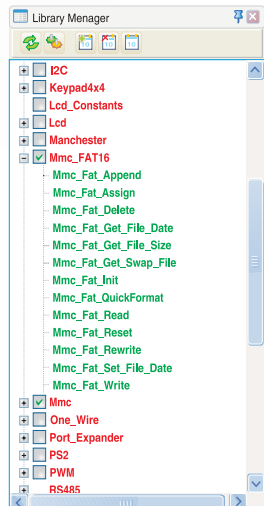 Library Menager
I2C
Keypad4x4
Lcd_Constants
Lcd
Manchester
Mmc_FAT16
Mmc_Fat_Append
Mmc_Fat_Assign
Mmc_Fat_Delete
Mmc_Fat_Get_File_Date
Mmc_Fat_Get_File_Size
Mmc_Fat_Get_Swap_File
Mmc_Fat_Init
Mmc_Fat_QuickFormat
Mmc_Fat_Read
Mmc_Fat_Reset
Mmc_Fat_Rewrite
Mmc_Fat_Set_File_Date
Mmc_Fat_Write
Mmc
One_Wire
Port_Expander
PS2
PWM
RS485